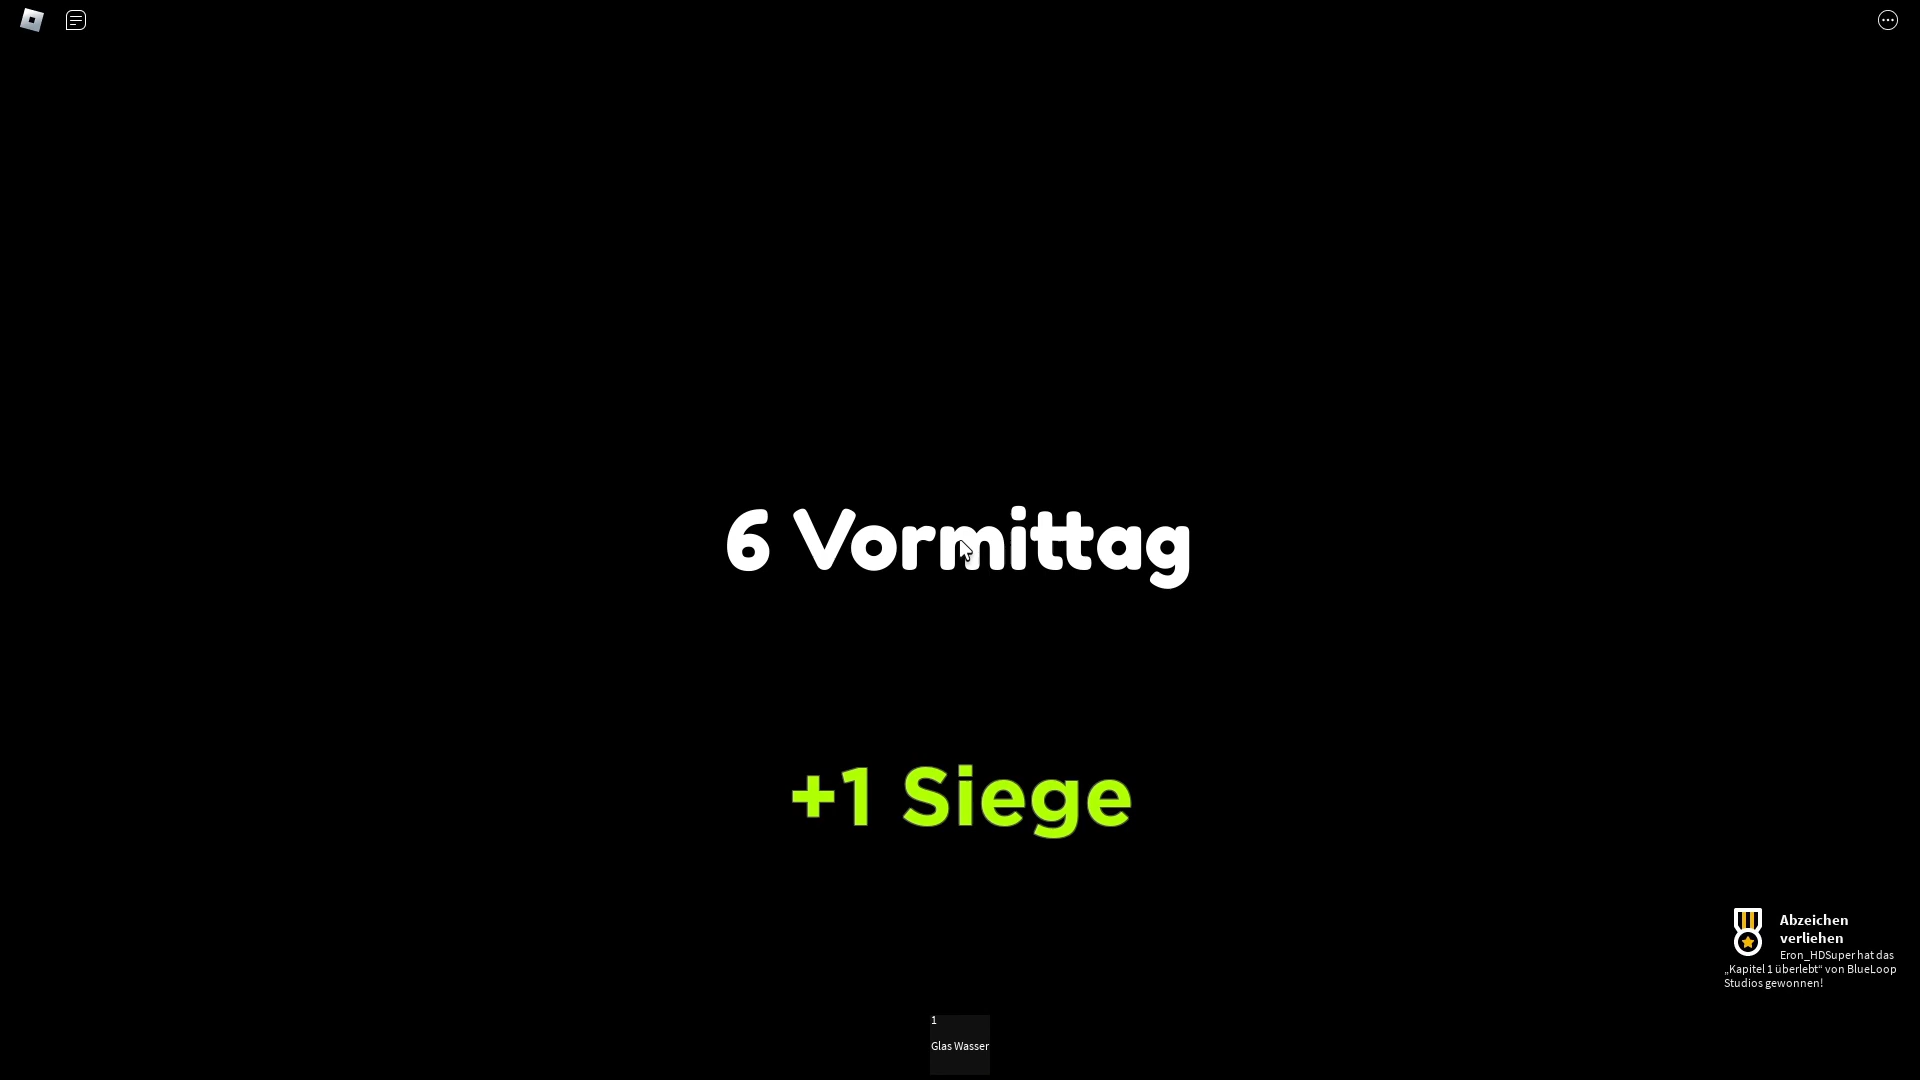 6 Vormittag
+1 Siege
Abzeichen
verliehen
Eron_HDSuper hat das
„Kapitel 1 überlebt“ von BlueLoop
Studios gewonnen!
1
Glas Wasser